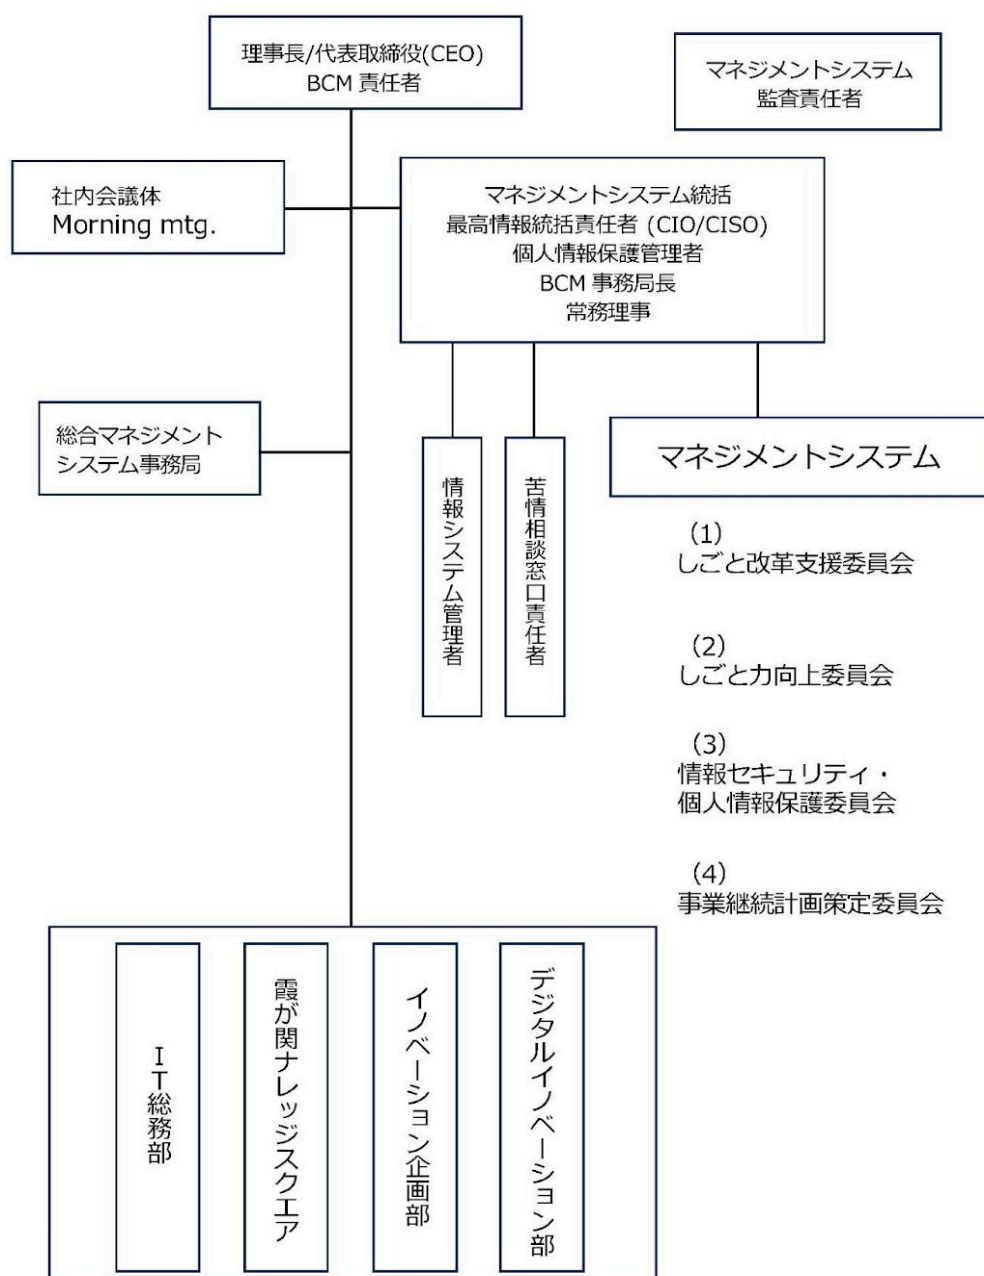 理事長/代表取締役(CEO)
BCM 責任者
マネジメントシステム
監査責任者
社内会議体
Morning mtg.
マネジメントシステム統括
最高情報統括責任者 (CIO/CISO)
個人情報保護管理者
BCM 事務局長
常務理事
総合マネジメント
システム事務局
情報システム管理者
苦情相談窓口責任者
マネジメントシステム
(1)
しごと改革支援委員会
(2)
しごと力向上委員会
(3)
情報セキュリティ・
個人情報保護委員会
(4)
事業継続計画策定委員会
IT総務部
霞が関ナレッジスクエア
イノベーション企画部
デジタルイノベーション部